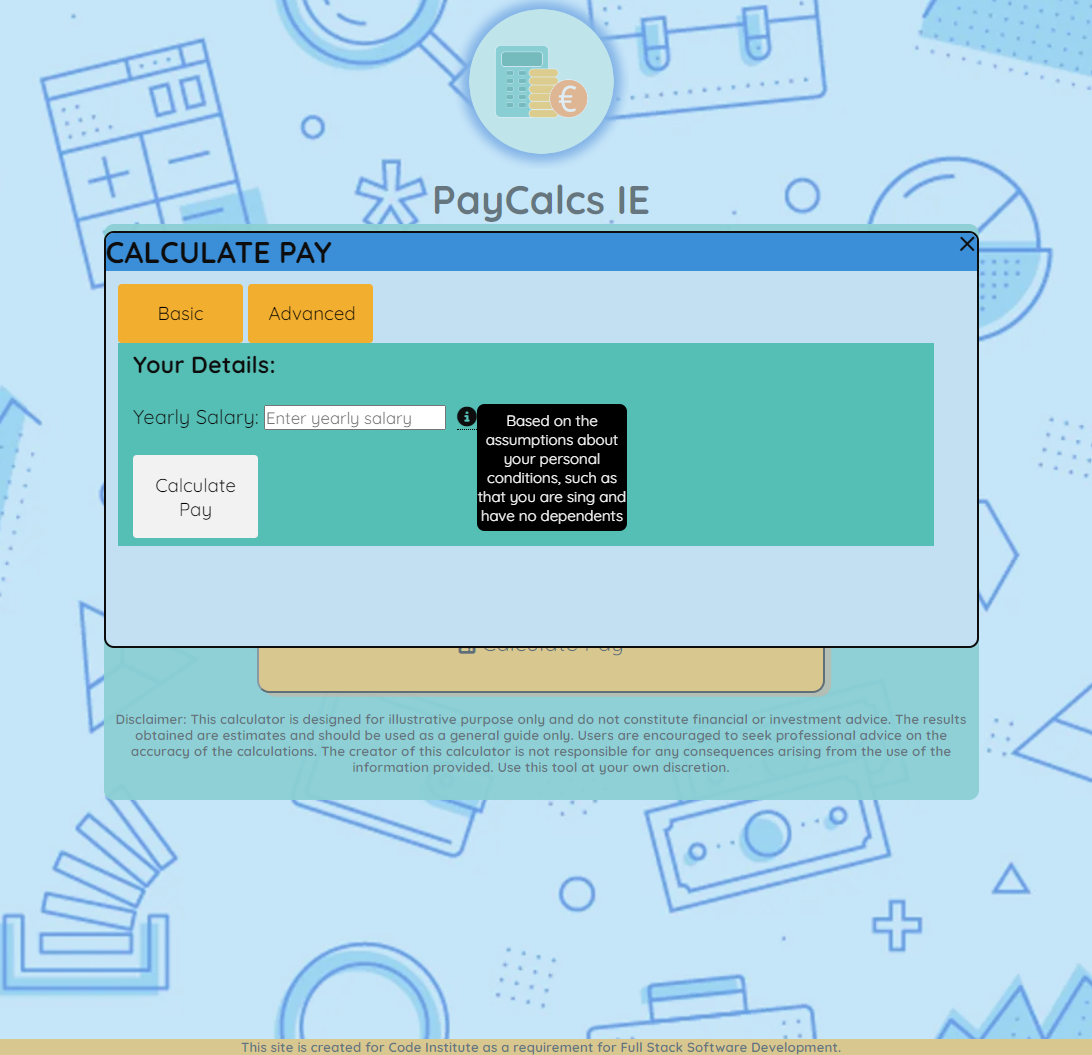 €
PayCalcs IE
CALCULATE PAY
Basic
Advanced
Your Details:
Yearly Salary: Enter yearly salary
Based on the
assumptions about
your personal
conditions, such as
that you are sing and
have no dependents
Calculate
Pay
Calculate Pay
Disclaimer: This calculator is designed for illustrative purpose only and do not constitute financial or investment advice. The results
obtained are estimates and should be used as a general guide only. Users are encouraged to seek professional advice on the
accuracy of the calculations. The creator of this calculator is not responsible for any consequences arising from the use of the
information provided. Use this tool at your own discretion.
This site is created for Code Institute as a requirement for Full Stack Software Development.